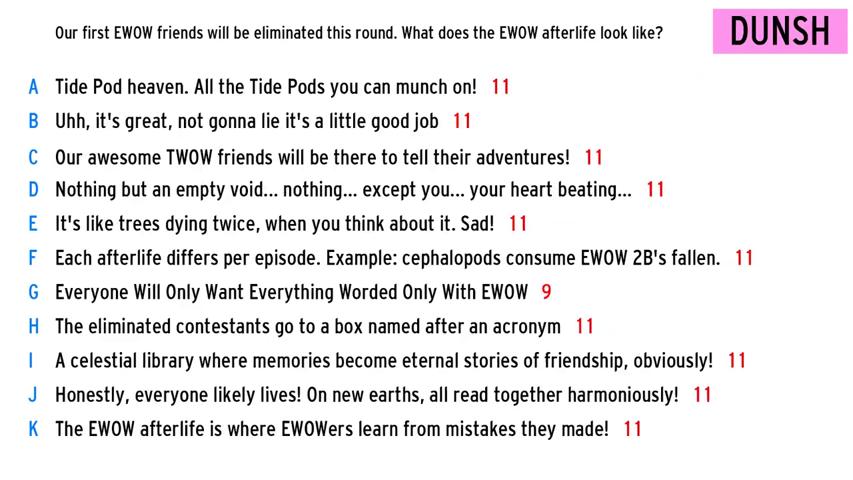 Our first EWOW friends will be eliminated this round. What does the EWOW afterlife look like?
DUNSH
A Tide Pod heaven. All the Tide Pods you can munch on! 11
B Uhh, it's great, not gonna lie it's a little good job 11
C Our awesome TWOW friends will be there to tell their adventures! 11
D Nothing but an empty void... nothing... except you... your heart beating... 11
E It's like trees dying twice, when you think about it. Sad! 11
F Each afterlife differs per episode. Example: cephalopods consume EWOW 2B's fallen. 11
G Everyone Will Only Want Everything Worded Only With EWOW 9
H The eliminated contestants go to a box named after an acronym 11
I A celestial library where memories become eternal stories of friendship, obviously! 11
J Honestly, everyone likely lives! On new earths, all read together harmoniously! 11
K The EWOW afterlife is where EWOWers learn from mistakes they made! 11